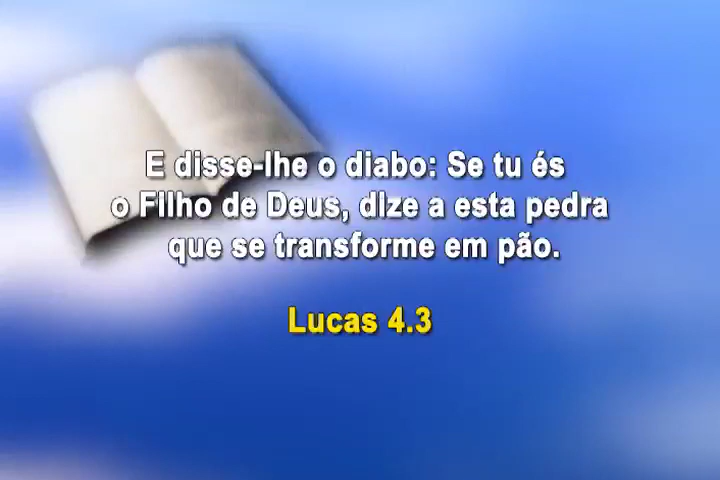 E disse-lhe o diabo: Se tu és
o Filho de Deus, dize a esta pedra
que se transforme em pão.
Lucas 4.3